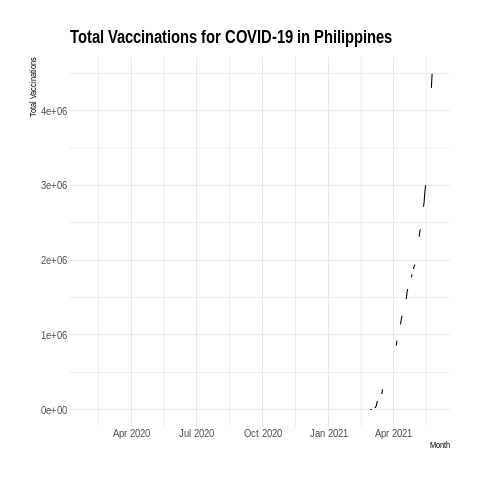 Total Vaccinations for COVID-19 in Philippines
Total Vaccinations
4e+06
3e+06
2e+06
1e+06
0e+00
Apr 2020 Jul 2020 Oct 2020 Jan 2021 Apr 2021
Month